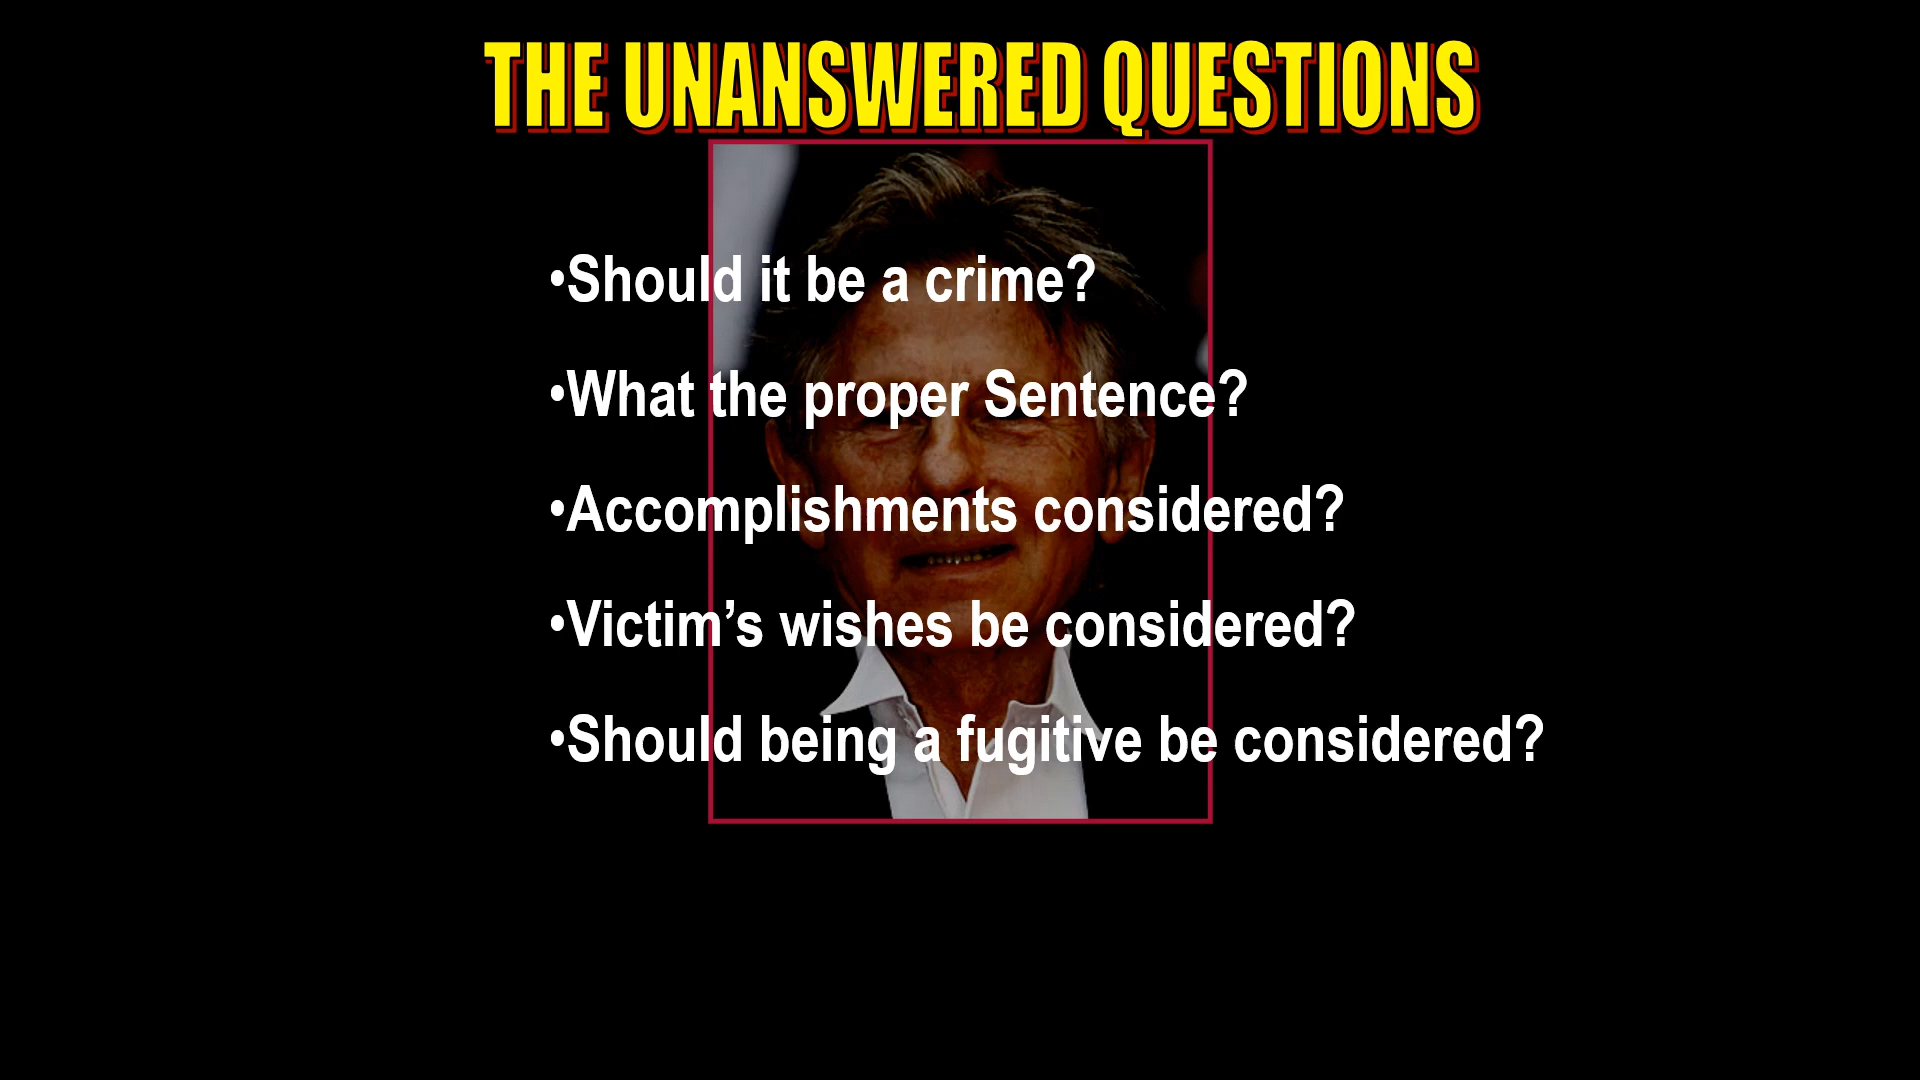 THE UNANSWERED QUESTIONS
•Should it be a crime?
•What the proper Sentence?
•Accomplishments considered?
•Victim’s wishes be considered?
•Should being a fugitive be considered?